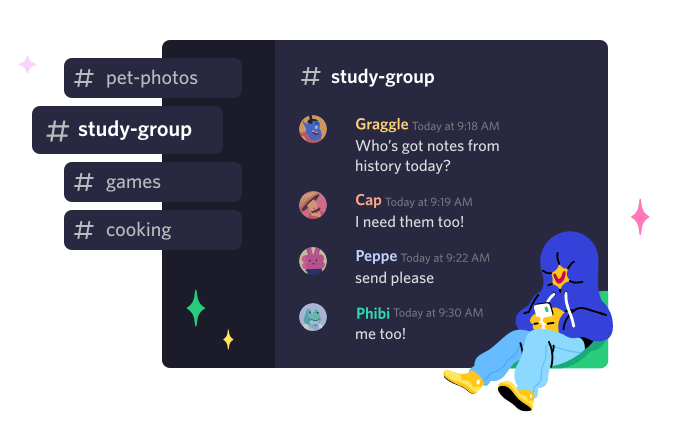 # pet-photos
# study-group
# games
# cooking
# study-group
Graggle Today at 9:18 AM
Who's got notes from
history today?
Cap Today at 9:19 AM
I need them too!
Peppe Today at 9:22 AM
send please
Phibi Today at 9:30 AM
me too!